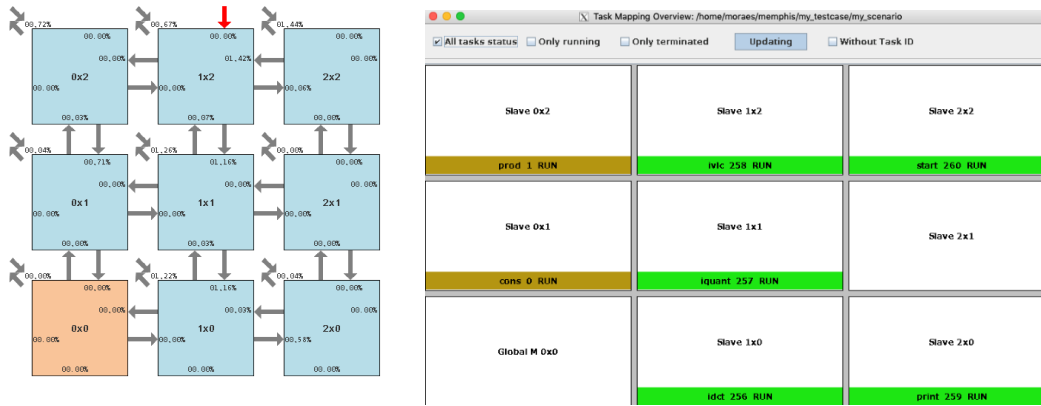 00.72% 00.67% 01.44%
00.00% 00.00% 00.00%
00.00% 01.42% 00.00%
0x2 1x2 2x2
00.00% 00.00% 00.06%
00.03% 00.07% 00.00%
00.04% 01.26% 00.00%
00.71% 01.16% 00.00%
00.00% 00.00% 00.00%
0x1 1x1 2x1
00.00% 00.00% 00.00%
00.00% 00.03% 00.00%
00.00% 01.22% 00.04%
00.00% 01.16% 00.00%
00.00% 00.03% 00.00%
0x0 1x0 2x0
00.00% 00.00% 00.58%
00.00% 00.00% 00.00%
X Task Mapping Overview: /home/moraes/memphis/my_testcase/my_scenario
All tasks status Only running Only terminated Updating Without Task ID
Slave 0x2 Slave 1x2 Slave 2x2
prod 1 RUN ivlc 258 RUN start 260 RUN
Slave 0x1 Slave 1x1 Slave 2x1
cons 0 RUN iquant 257 RUN
Global M 0x0 Slave 1x0 Slave 2x0
idct 256 RUN print 259 RUN